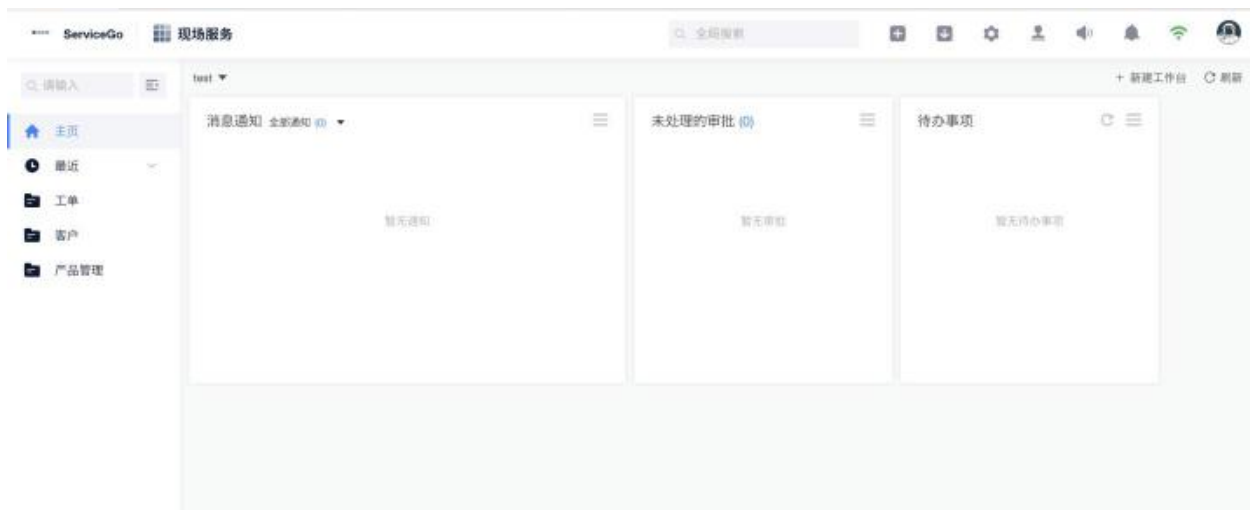 ServiceGo 现场服务 全局搜索
请输入
test
+ 新建工作台 刷新
主页
最近
工单
客户
产品管理
消息通知 全部通知 (0)
暂无通知
未处理的审批 (0)
暂无审批
待办事项
暂无待办事项